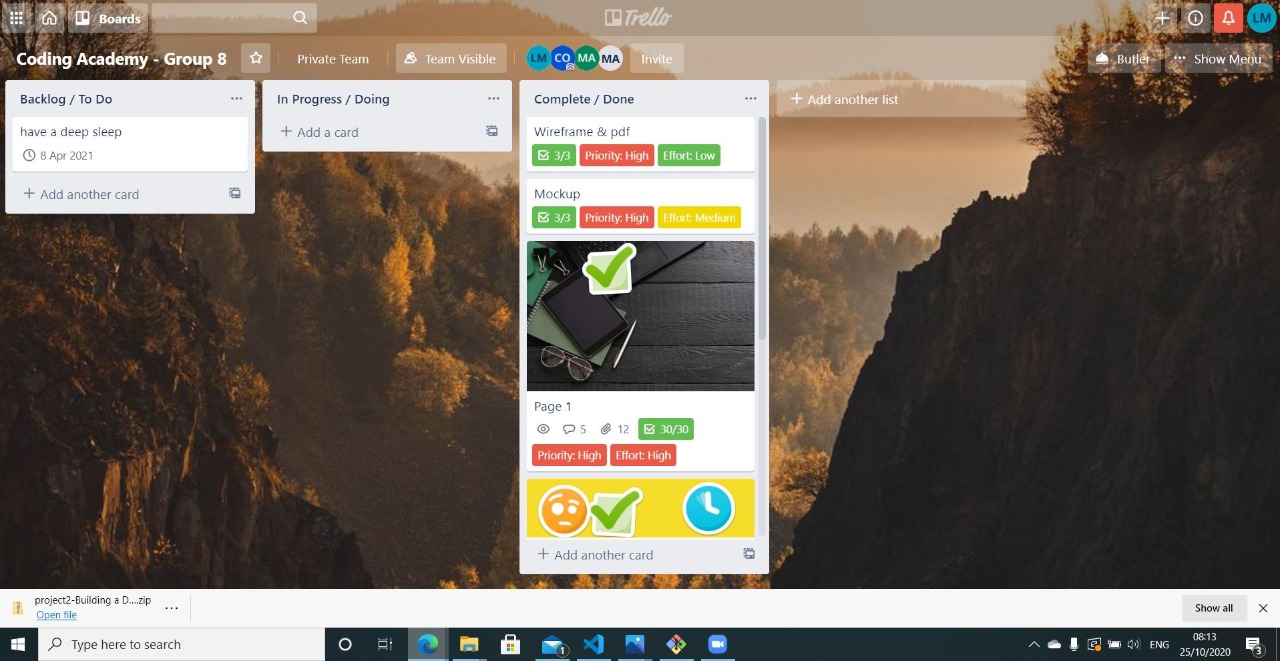 Boards
Trello
LM
Coding Academy - Group 8
Private Team
Team Visible
LM CO MA MA
Invite
Butler
Show Menu
Backlog / To Do
have a deep sleep
8 Apr 2021
+ Add another card
In Progress / Doing
+ Add a card
Complete / Done
Wireframe & pdf
3/3 Priority: High Effort: Low
Mockup
3/3 Priority: High Effort: Medium
Page 1
5 12 30/30
Priority: High Effort: High
+ Add another card
+ Add another list
project2-Building a D....zip
Open file
Show all
Type here to search
1
ENG
08:13
25/10/2020
3